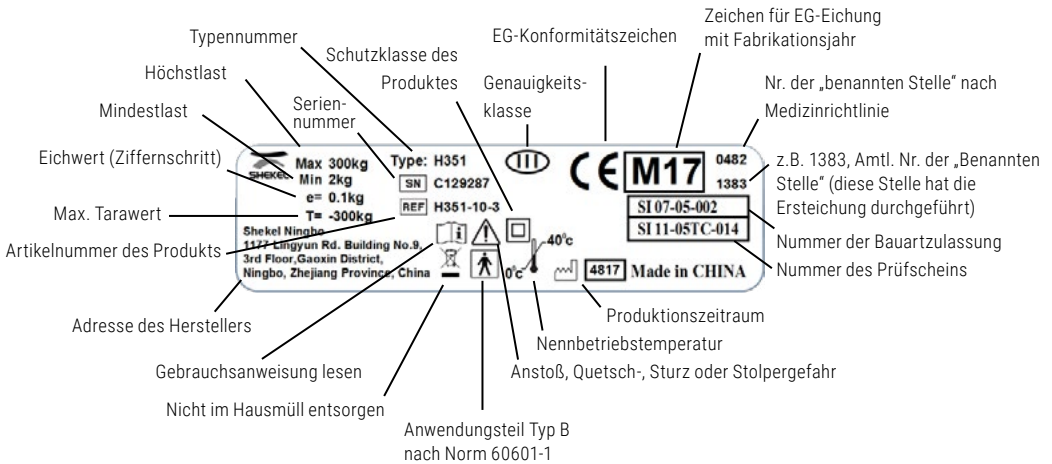 Zeichen für EG-Eichung
mit Fabrikationsjahr
Typennummer
EG-Konformitätszeichen
Schutzklasse des
Produktes
Höchstlast
Genauigkeits-
klasse
Nr. der „benannten Stelle“ nach
Medizinrichtlinie
Mindestlast
Serien-
nummer
Eichwert (Ziffernschritt)
z.B. 1383, Amtl. Nr. der „Benannten
Stelle“ (diese Stelle hat die
Ersteichung durchgeführt)
Max. Tarawert
Artikelnummer des Produkts
Nummer der Bauartzulassung
Nummer des Prüfscheins
SHEKEL
Max 300kg
Min 2kg
e= 0.1kg
T= -300kg
Type: H351
SN C129287
REF H351-10-3
III
CE M17 0482
1383
SI 07-05-002
SI 11-05TC-014
Shekel Ningbo
1177 Lingyun Rd. Building No.9,
3rd Floor,Gaoxin District,
Ningbo, Zhejiang Province, China
i
40°c
0°c
4817 Made in CHINA
Adresse des Herstellers
Produktionszeitraum
Nennbetriebstemperatur
Gebrauchsanweisung lesen
Anstoß, Quetsch-, Sturz oder Stolpergefahr
Nicht im Hausmüll entsorgen
Anwendungsteil Typ B
nach Norm 60601-1